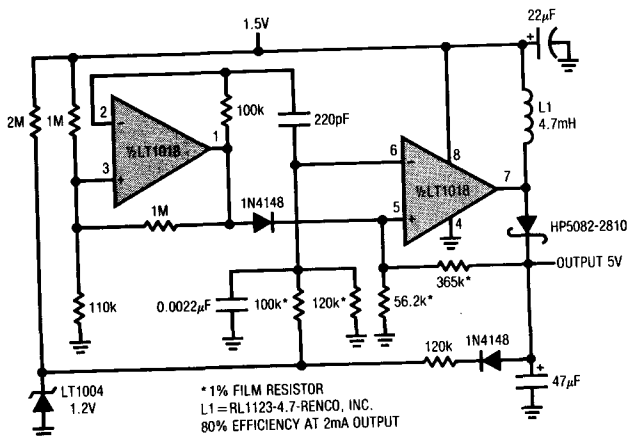 22μF
1.5V
L1
4.7mH
2M
1M
2
100k
220pF
1
½LT1018
3
6
8
7
½LT1018
1N4148
5
4
HP5082-2810
1M
OUTPUT 5V
365k*
110k
0.0022μF
100k*
120k*
56.2k*
1N4148
120k
47μF
LT1004
1.2V
*1% FILM RESISTOR
L1=RL1123-4.7-RENCO, INC.
80% EFFICIENCY AT 2mA OUTPUT